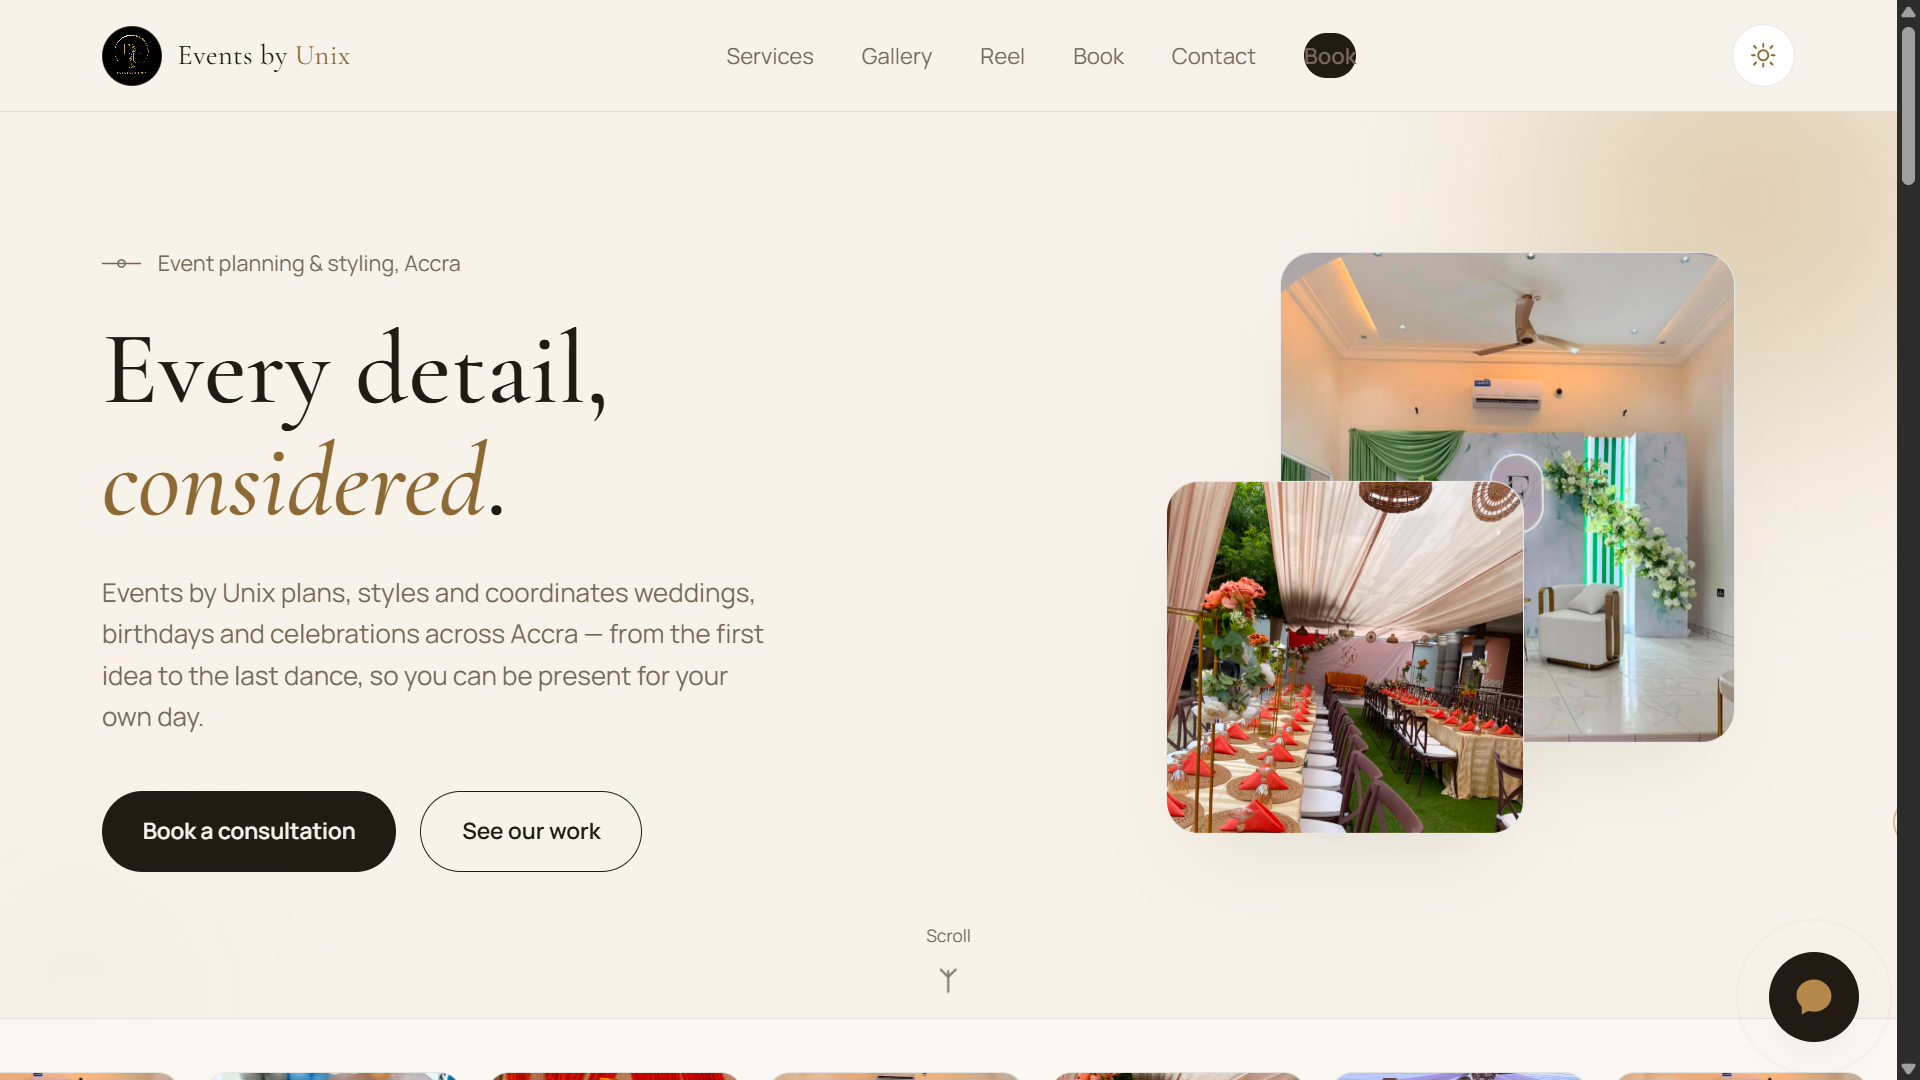 Events by Unix
Services
Gallery
Reel
Book
Contact
Book
Event planning & styling, Accra
Every detail,
considered.
Events by Unix plans, styles and coordinates weddings,
birthdays and celebrations across Accra — from the first
idea to the last dance, so you can be present for your
own day.
Book a consultation
See our work
Scroll